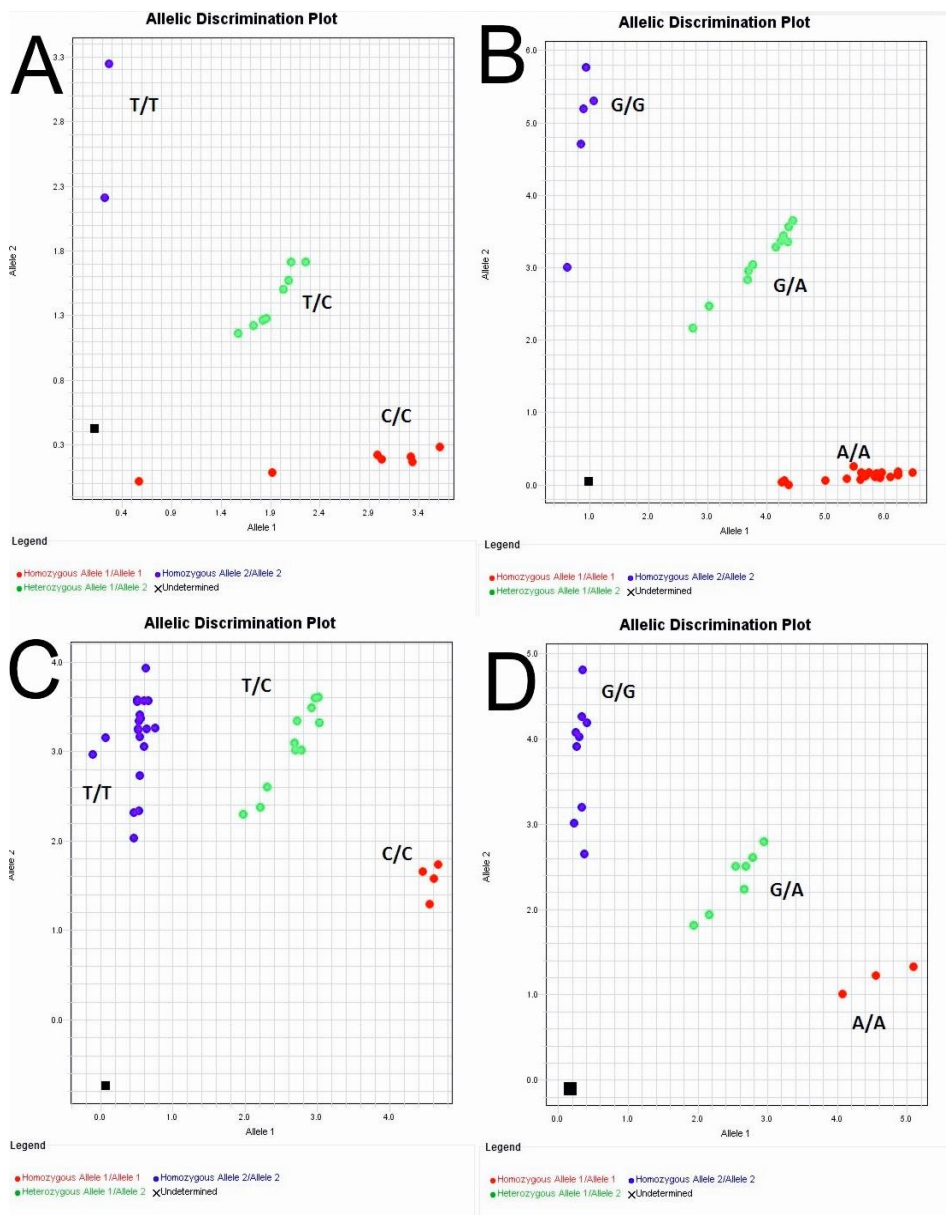 A
Allelic Discrimination Plot
3.3
2.8
2.3
1.8
1.3
0.8
0.3
Allele 2
T/T
T/C
C/C
0.4 0.9 1.4 1.9 2.4 2.9 3.4
Allele 1
Legend
Homozygous Allele 1/Allele 1 Homozygous Allele 2/Allele 2
Heterozygous Allele 1/Allele 2 Undetermined
B
Allelic Discrimination Plot
6.0
5.0
4.0
3.0
2.0
1.0
0.0
Allele 2
G/G
G/A
A/A
1.0 2.0 3.0 4.0 5.0 6.0
Allele 1
Legend
Homozygous Allele 1/Allele 1 Homozygous Allele 2/Allele 2
Heterozygous Allele 1/Allele 2 Undetermined
C
Allelic Discrimination Plot
4.0
3.0
2.0
1.0
0.0
Allele 2
T/C
T/T
C/C
0.0 1.0 2.0 3.0 4.0
Allele 1
Legend
Homozygous Allele 1/Allele 1 Homozygous Allele 2/Allele 2
Heterozygous Allele 1/Allele 2 Undetermined
D
Allelic Discrimination Plot
5.0
4.0
3.0
2.0
1.0
0.0
Allele 2
G/G
G/A
A/A
0.0 1.0 2.0 3.0 4.0 5.0
Allele 1
Legend
Homozygous Allele 1/Allele 1 Homozygous Allele 2/Allele 2
Heterozygous Allele 1/Allele 2 Undetermined